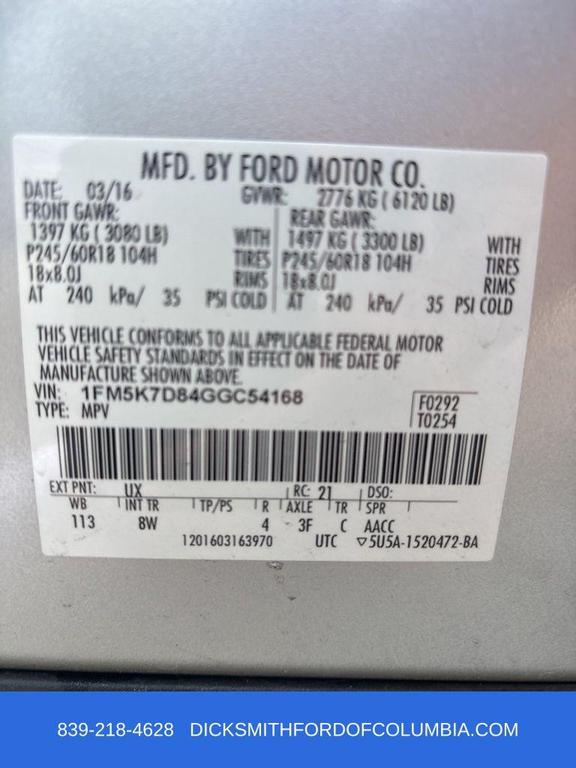 MFD. BY FORD MOTOR CO.
DATE: 03/16 GVWR: 2776 KG ( 6120 LB)
FRONT GAWR: REAR GAWR:
1397 KG ( 3080 LB) WITH 1497 KG ( 3300 LB) WITH
P245/60R18 104H TIRES P245/60R18 104H TIRES
18x8.0J RIMS 18x8.0J RIMS
AT 240 kPa/ 35 PSI COLD AT 240 kPa/ 35 PSI COLD
THIS VEHICLE CONFORMS TO ALL APPLICABLE FEDERAL MOTOR
VEHICLE SAFETY STANDARDS IN EFFECT ON THE DATE OF
MANUFACTURE SHOWN ABOVE.
VIN: 1FM5K7D84GGC54168 F0292
TYPE: MPV T0254
EXT PNT: UX RC: 21 DSO:
WB INT TR TP/PS R AXLE TR SPR
113 8W 4 3F C AACC
1201603163970 UTC ▽5U5A-1520472-BA
839-218-4628 DICKSMITHFORDOFCOLUMBIA.COM